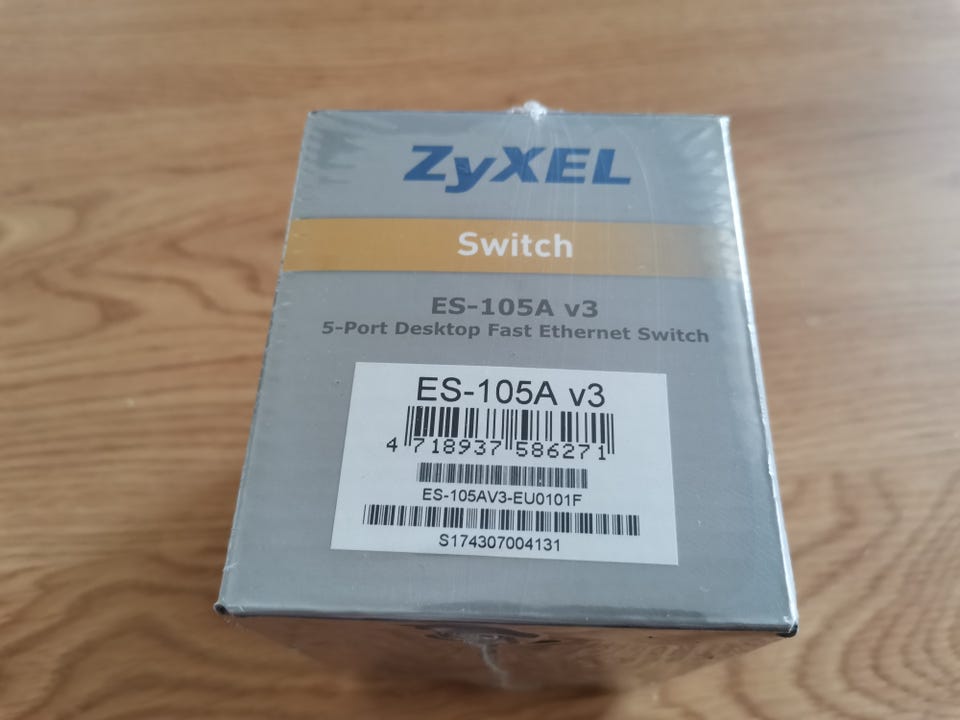 ZyXEL
Switch
ES-105A v3
5-Port Desktop Fast Ethernet Switch
ES-105A v3
4 718937 586271
ES-105AV3-EU0101F
S174307004131